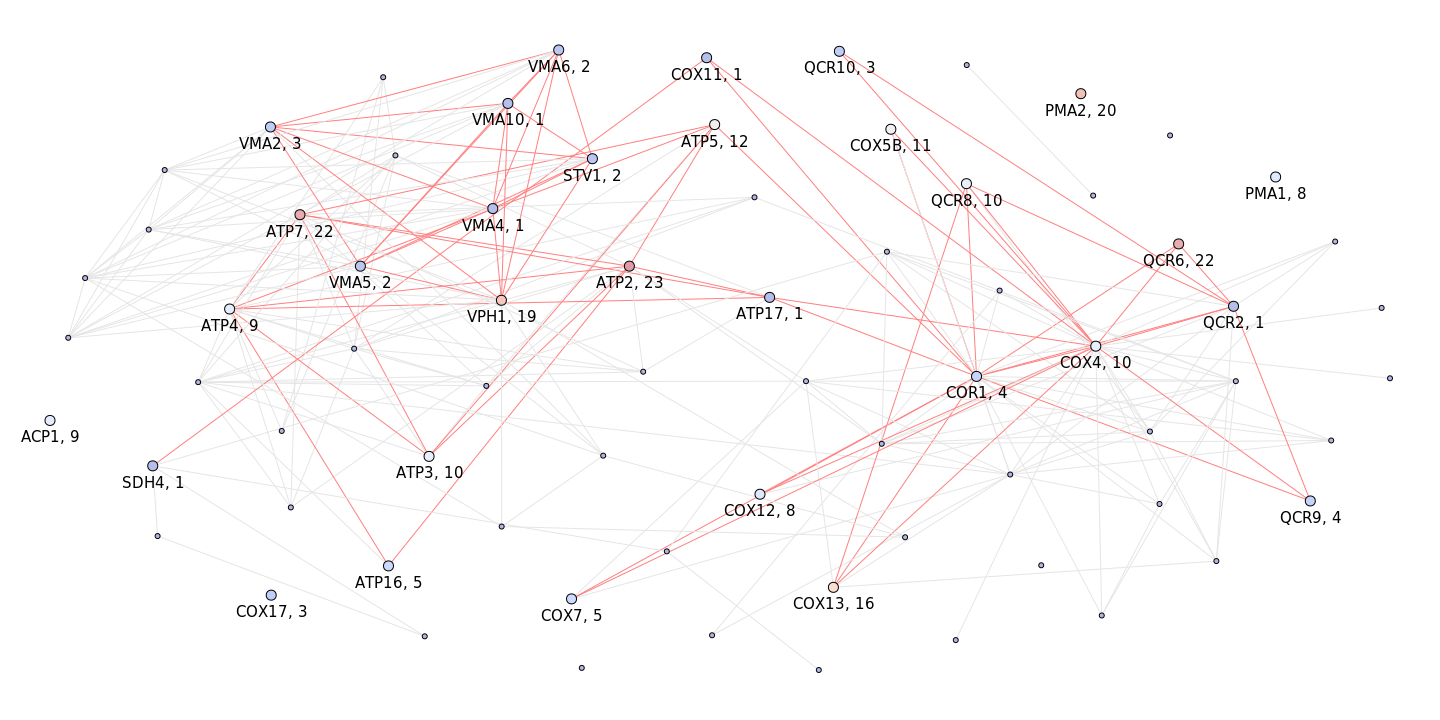 VMA6, 2
COX11, 1
QCR10, 3
PMA2, 20
VMA10, 1
VMA2, 3
ATP5, 12
COX5B, 11
STV1, 2
PMA1, 8
QCR8, 10
VMA4, 1
ATP7, 22
QCR6, 22
VMA5, 2
ATP2, 23
ATP17, 1
VPH1, 19
QCR2, 1
ATP4, 9
COX4, 10
COR1, 4
ACP1, 9
ATP3, 10
SDH4, 1
COX12, 8
QCR9, 4
ATP16, 5
COX13, 16
COX17, 3
COX7, 5